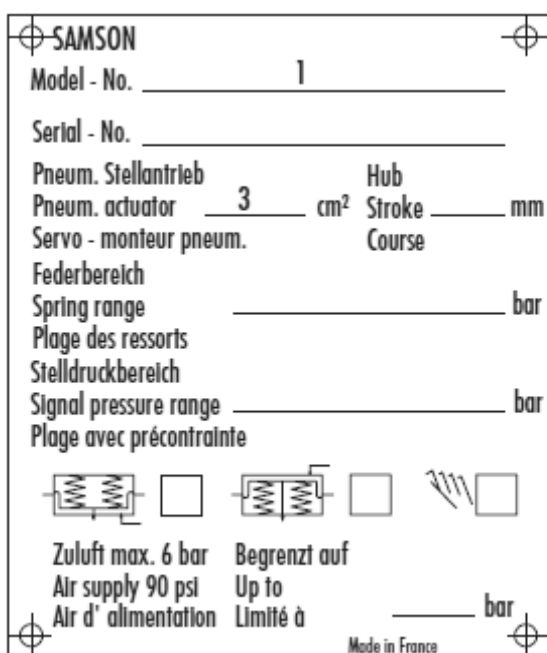 SAMSON
Model - No. 1
Serial - No.
Pneum. Stellantrieb Hub
Pneum. actuator 3 cm² Stroke mm
Servo - monteur pneum. Course
Federbereich
Spring range bar
Plage des ressorts
Stelldruckbereich
Signal pressure range bar
Plage avec précontrainte
Zuluft max. 6 bar Begrenzt auf
Air supply 90 psi Up to
Air d' alimentation Limité à bar
Made in France